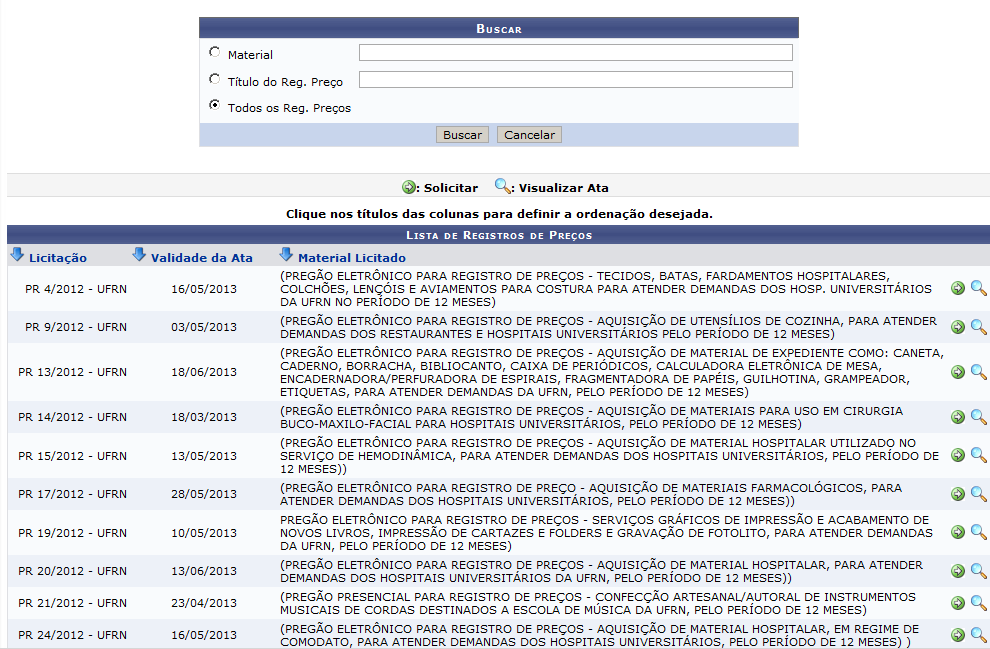 Buscar
Material
Título do Reg. Preço
Todos os Reg. Preços
Buscar Cancelar
: Solicitar : Visualizar Ata
Clique nos títulos das colunas para definir a ordenação desejada.
Lista de Registros de Preços
Licitação Validade da Ata Material Licitado
(PREGÃO ELETRÔNICO PARA REGISTRO DE PREÇOS - TECIDOS, BATAS, FARDAMENTOS HOSPITALARES,
PR 4/2012 - UFRN 16/05/2013 COLCHÕES, LENÇÓIS E AVIAMENTOS PARA COSTURA PARA ATENDER DEMANDAS DOS HOSP. UNIVERSITÁRIOS
DA UFRN NO PERÍODO DE 12 MESES)
PR 9/2012 - UFRN 03/05/2013 (PREGÃO ELETRÔNICO PARA REGISTRO DE PREÇOS - AQUISIÇÃO DE UTENSÍLIOS DE COZINHA, PARA ATENDER
DEMANDAS DOS RESTAURANTES E HOSPITAIS UNIVERSITÁRIOS PELO PERÍODO DE 12 MESES)
(PREGÃO ELETRÔNICO PARA REGISTRO DE PREÇOS - AQUISIÇÃO DE MATERIAL DE EXPEDIENTE COMO: CANETA,
PR 13/2012 - UFRN 18/06/2013 CADERNO, BORRACHA, BIBLIOCANTO, CAIXA DE PERIÓDICOS, CALCULADORA ELETRÔNICA DE MESA,
ENCADERNADORA/PERFURADORA DE ESPIRAIS, FRAGMENTADORA DE PAPÉIS, GUILHOTINA, GRAMPEADOR,
ETIQUETAS, PARA ATENDER DEMANDAS DA UFRN, PELO PERÍODO DE 12 MESES)
PR 14/2012 - UFRN 18/03/2013 (PREGÃO ELETRÔNICO PARA REGISTRO DE PREÇOS - AQUISIÇÃO DE MATERIAIS PARA USO EM CIRURGIA
BUCO-MAXILO-FACIAL PARA HOSPITAIS UNIVERSITÁRIOS, PELO PERÍODO DE 12 MESES)
(PREGÃO ELETRÔNICO PARA REGISTRO DE PREÇOS - AQUISIÇÃO DE MATERIAL HOSPITALAR UTILIZADO NO
PR 15/2012 - UFRN 13/05/2013 SERVIÇO DE HEMODINÂMICA, PARA ATENDER DEMANDAS DOS HOSPITAIS UNIVERSITÁRIOS, PELO PERÍODO DE
12 MESES))
PR 17/2012 - UFRN 28/05/2013 (PREGÃO ELETRÔNICO PARA REGISTRO DE PREÇO - AQUISIÇÃO DE MATERIAIS FARMACOLÓGICOS, PARA
ATENDER DEMANDAS DOS HOSPITAIS UNIVERSITÁRIOS, PELO PERÍODO DE 12 MESES))
PREGÃO ELETRÔNICO PARA REGISTRO DE PREÇOS - SERVIÇOS GRÁFICOS DE IMPRESSÃO E ACABAMENTO DE
PR 19/2012 - UFRN 10/05/2013 NOVOS LIVROS, IMPRESSÃO DE CARTAZES E FOLDERS E GRAVAÇÃO DE FOTOLITO, PARA ATENDER DEMANDAS
DA UFRN, PELO PERÍODO DE 12 MESES)
PR 20/2012 - UFRN 13/06/2013 (PREGÃO ELETRÔNICO PARA REGISTRO DE PREÇOS - AQUISIÇÃO DE MATERIAL HOSPITALAR, PARA ATENDER
DEMANDAS DOS HOSPITAIS UNIVERSITÁRIOS DA UFRN, PELO PERÍODO DE 12 MESES))
PR 21/2012 - UFRN 23/04/2013 (PREGÃO PRESENCIAL PARA REGISTRO DE PREÇOS - CONFECÇÃO ARTESANAL/AUTORAL DE INSTRUMENTOS
MUSICAIS DE CORDAS DESTINADOS A ESCOLA DE MÚSICA DA UFRN, PELO PERÍODO DE 12 MESES)
PR 24/2012 - UFRN 16/05/2013 (PREGÃO ELETRÔNICO PARA REGISTRO DE PREÇOS - AQUISIÇÃO DE MATERIAL HOSPITALAR, EM REGIME DE
COMODATO, PARA ATENDER DEMANDAS DOS HOSPITAIS UNIVERSITÁRIOS, PELO PERÍODO DE 12 MESES) )